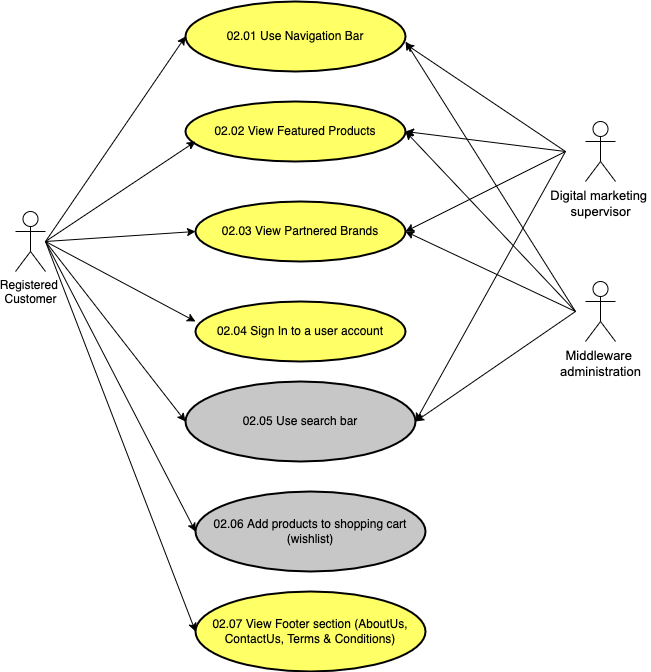 02.01 Use Navigation Bar
02.02 View Featured Products
Digital marketing
supervisor
02.03 View Partnered Brands
Registered
Customer
02.04 Sign In to a user account
Middleware
administration
02.05 Use search bar
02.06 Add products to shopping cart
(wishlist)
02.07 View Footer section (AboutUs,
ContactUs, Terms & Conditions)